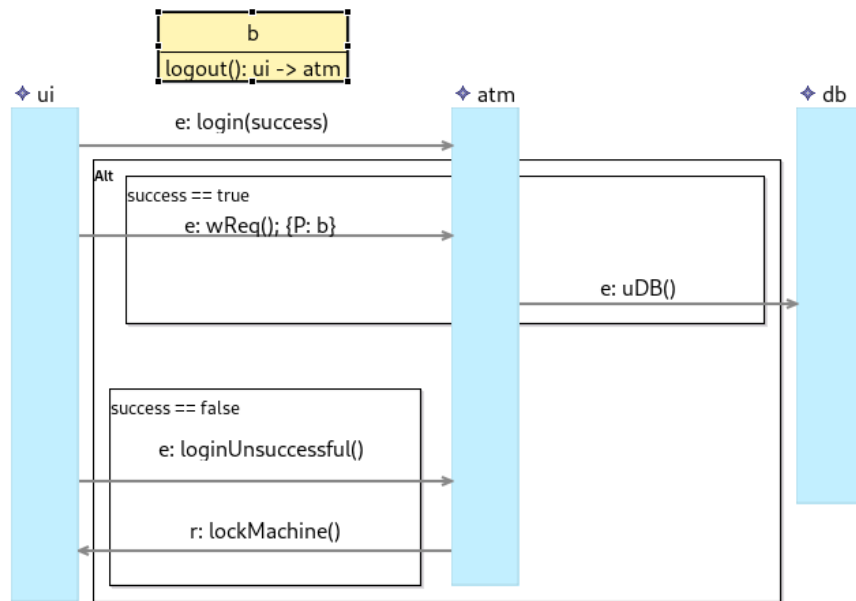 b
logout(): ui -> atm
ui
atm
db
e: login(success)
Alt
success == true
e: wReq(); {P: b}
e: uDB()
success == false
e: loginUnsuccessful()
r: lockMachine()